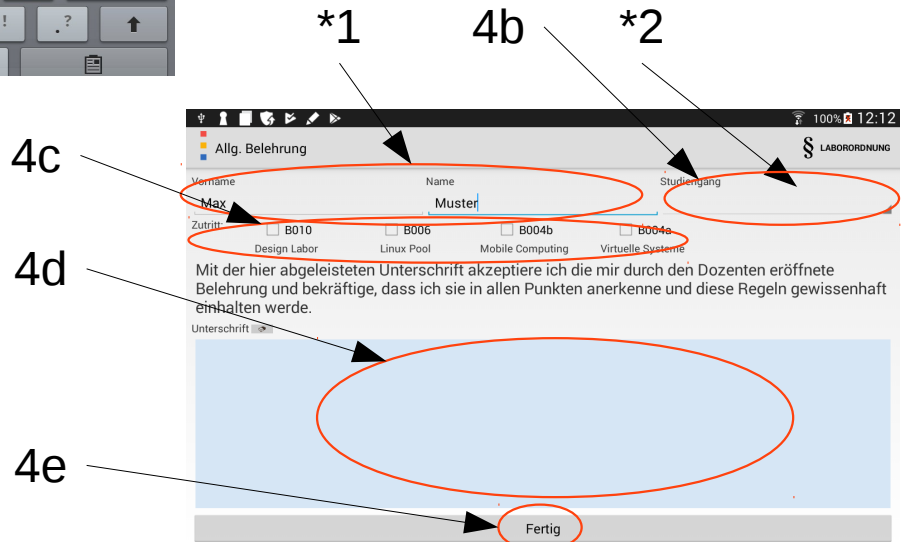 *1 4b *2
! .?
100% 12:12
4c
Allg. Belehrung § LABORORDNUNG
Vorname Name Studiengang
Max Muster
Zutritt: B010 B006 B004b B004a
Design Labor Linux Pool Mobile Computing Virtuelle Systeme
4d
Mit der hier abgeleisteten Unterschrift akzeptiere ich die mir durch den Dozenten eröffnete
Belehrung und bekräftige, dass ich sie in allen Punkten anerkenne und diese Regeln gewissenhaft
einhalten werde.
Unterschrift
4e
Fertig